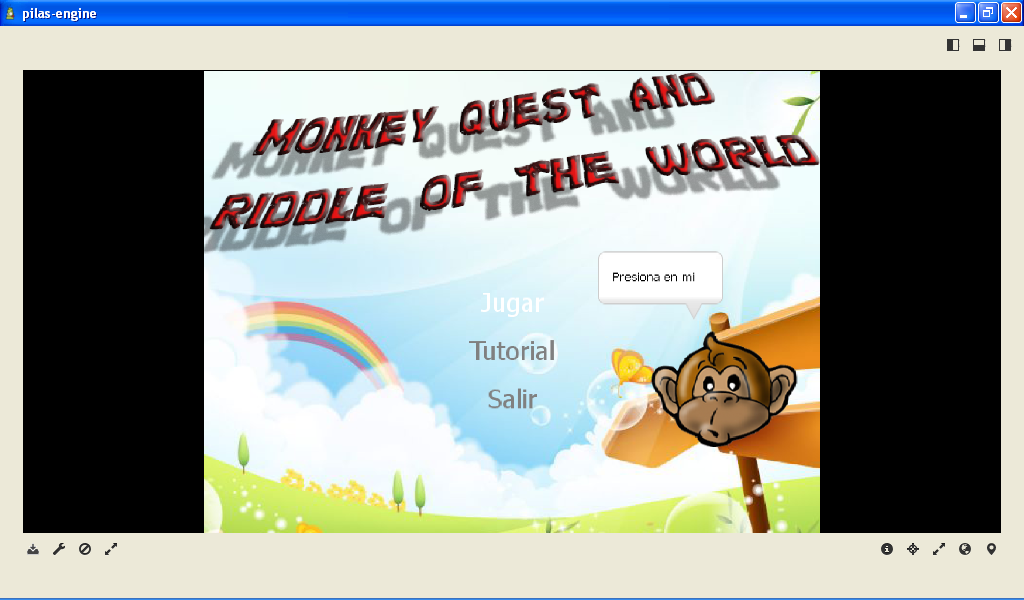 pilas-engine
MONKEY QUEST AND
RIDDLE OF THE WORLD
Presiona en mi
Jugar
Tutorial
Salir